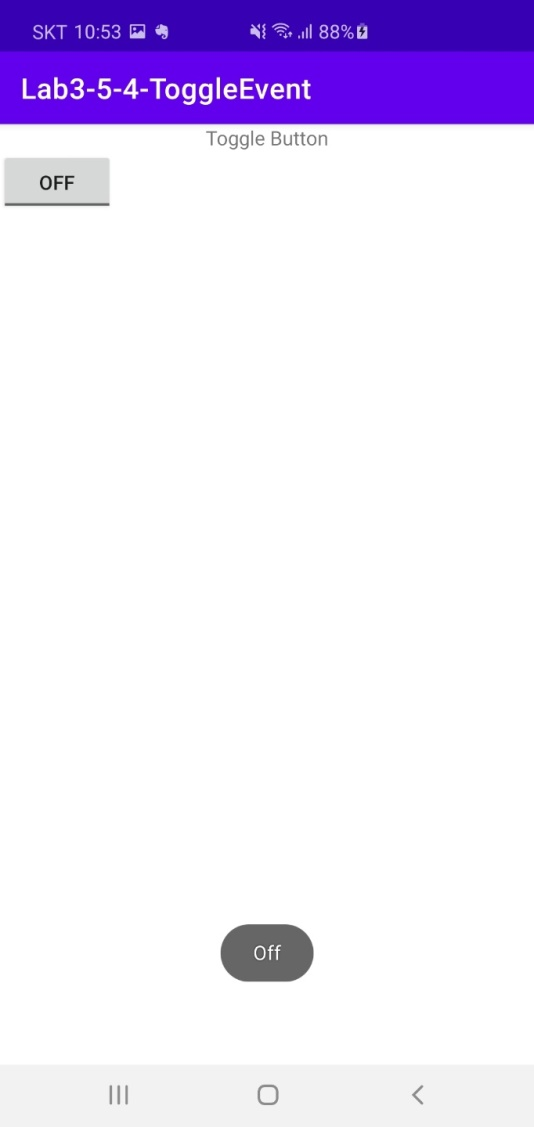 SKT 10:53 88%
Lab3-5-4-ToggleEvent
Toggle Button
OFF
Off